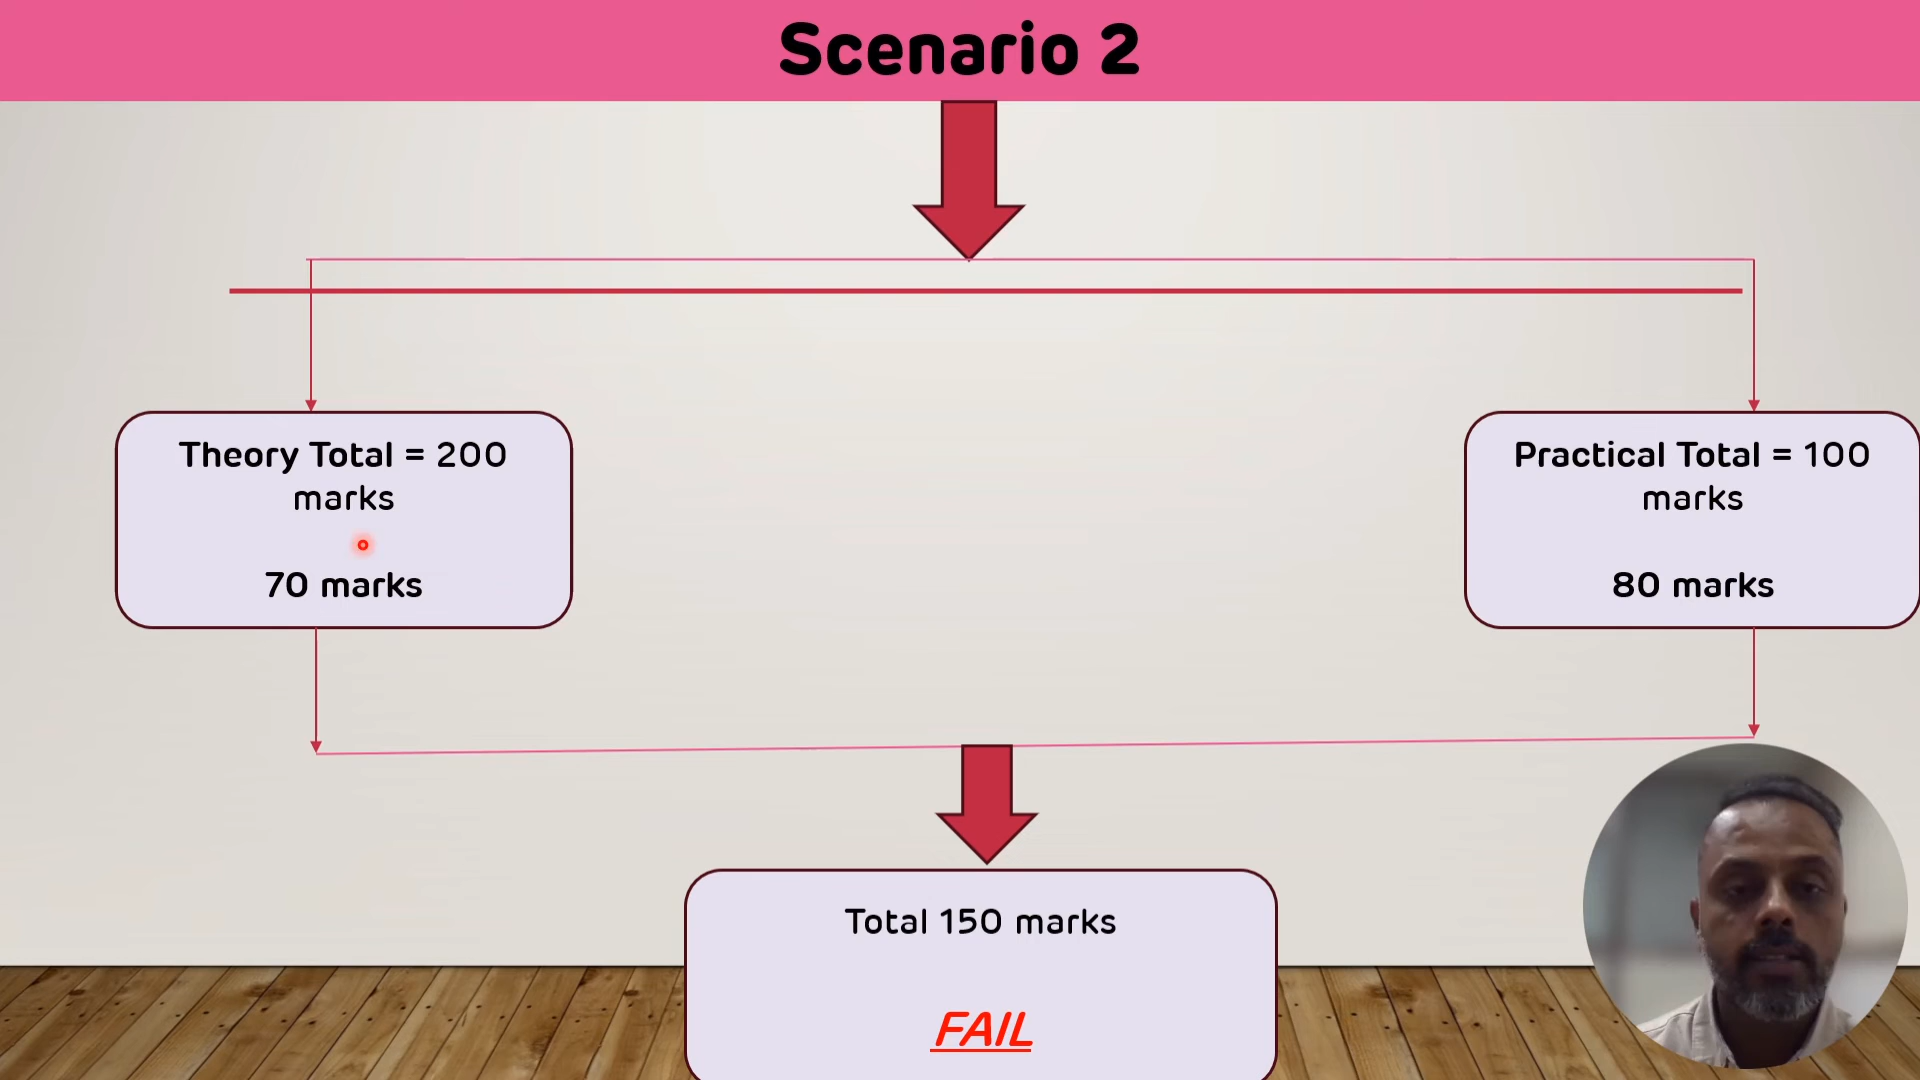 Scenario 2
Theory Total = 200
marks
70 marks
Practical Total = 100
marks
80 marks
Total 150 marks
FAIL